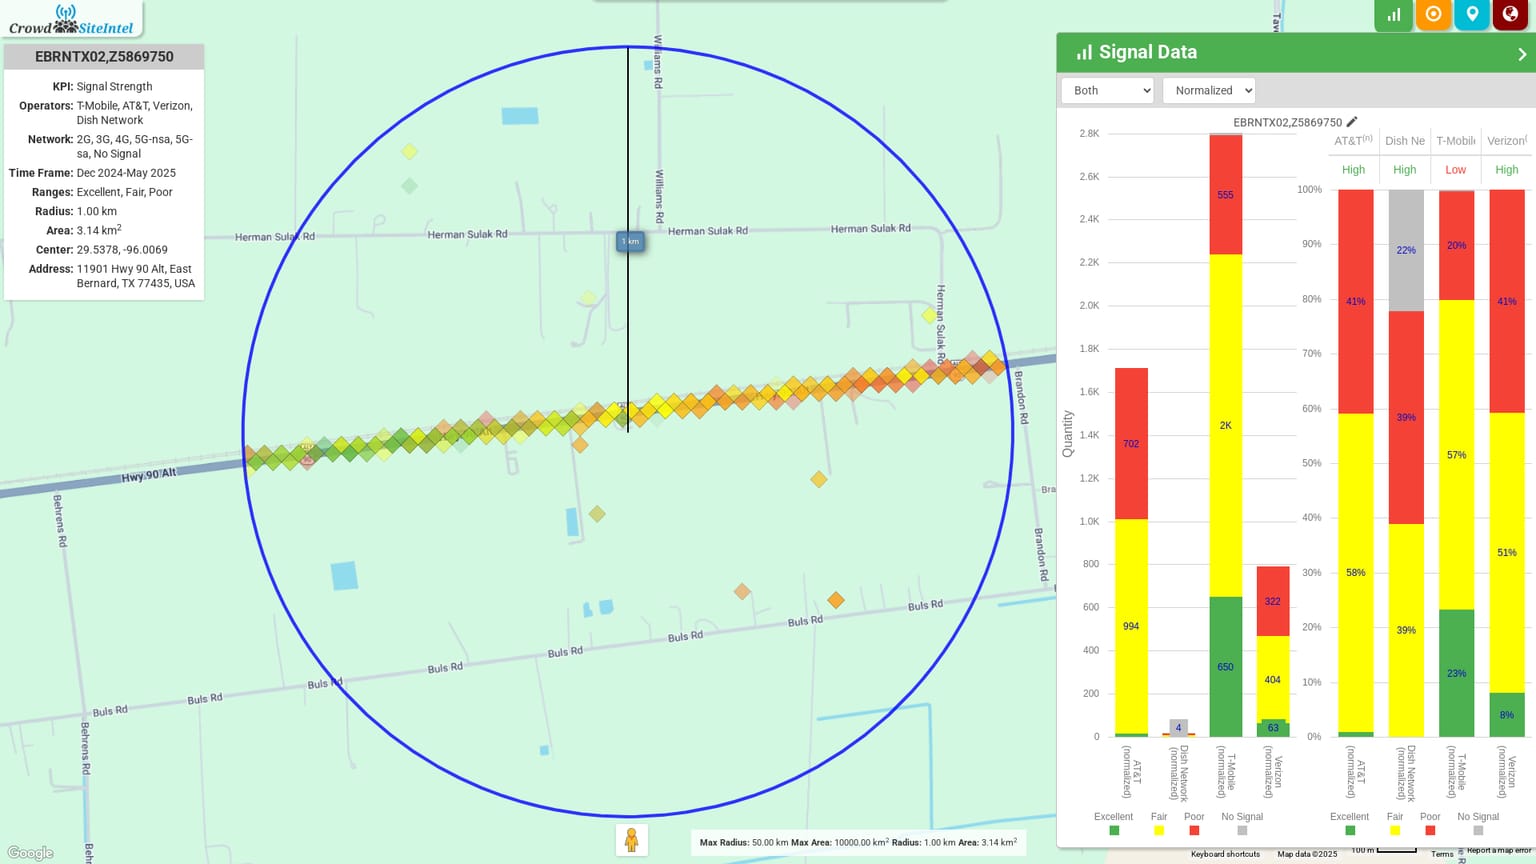 Crowd SiteIntel
EBRNTX02,Z5869750
KPI: Signal Strength
Operators: T-Mobile, AT&T, Verizon,
Dish Network
Network: 2G, 3G, 4G, 5G-nsa, 5G-
sa, No Signal
Time Frame: Dec 2024-May 2025
Ranges: Excellent, Fair, Poor
Radius: 1.00 km
Area: 3.14 km²
Center: 29.5378, -96.0069
Address: 11901 Hwy 90 Alt, East
Bernard, TX 77435, USA
Williams Rd
Williams Rd
Herman Sulak Rd
Herman Sulak Rd
Herman Sulak Rd
Herman Sulak Rd
1 km
Herman Sulak Rd
Brandon Rd
Hwy 90 Alt
Behrens Rd
Brandon Rd
Bra
Buls Rd
Buls Rd
Buls Rd
Buls Rd
Buls Rd
Buls Rd
Buls Rd
Buls Rd
Behrens Rd
Behr
Tav
Google
Max Radius: 50.00 km Max Area: 10000.00 km² Radius: 1.00 km Area: 3.14 km²
Signal Data
Both
Normalized
EBRNTX02,Z5869750
Quantity
2.8K
2.6K
2.4K
2.2K
2.0K
1.8K
1.6K
1.4K
1.2K
1.0K
800
600
400
200
0
702
994
4
555
2K
650
322
404
63
AT&T (normalized)
Dish Network (normalized)
T-Mobile (normalized)
Verizon (normalized)
Excellent Fair Poor No Signal
AT&T(n) Dish Ne T-Mobile Verizon(
High High Low High
100%
90%
80%
70%
60%
50%
40%
30%
20%
10%
0%
41%
58%
22%
39%
39%
20%
57%
23%
41%
51%
8%
AT&T (normalized)
Dish Network (normalized)
T-Mobile (normalized)
Verizon (normalized)
Excellent Fair Poor No Signal
Keyboard shortcuts Map data ©2025 100 m Terms Report a map error